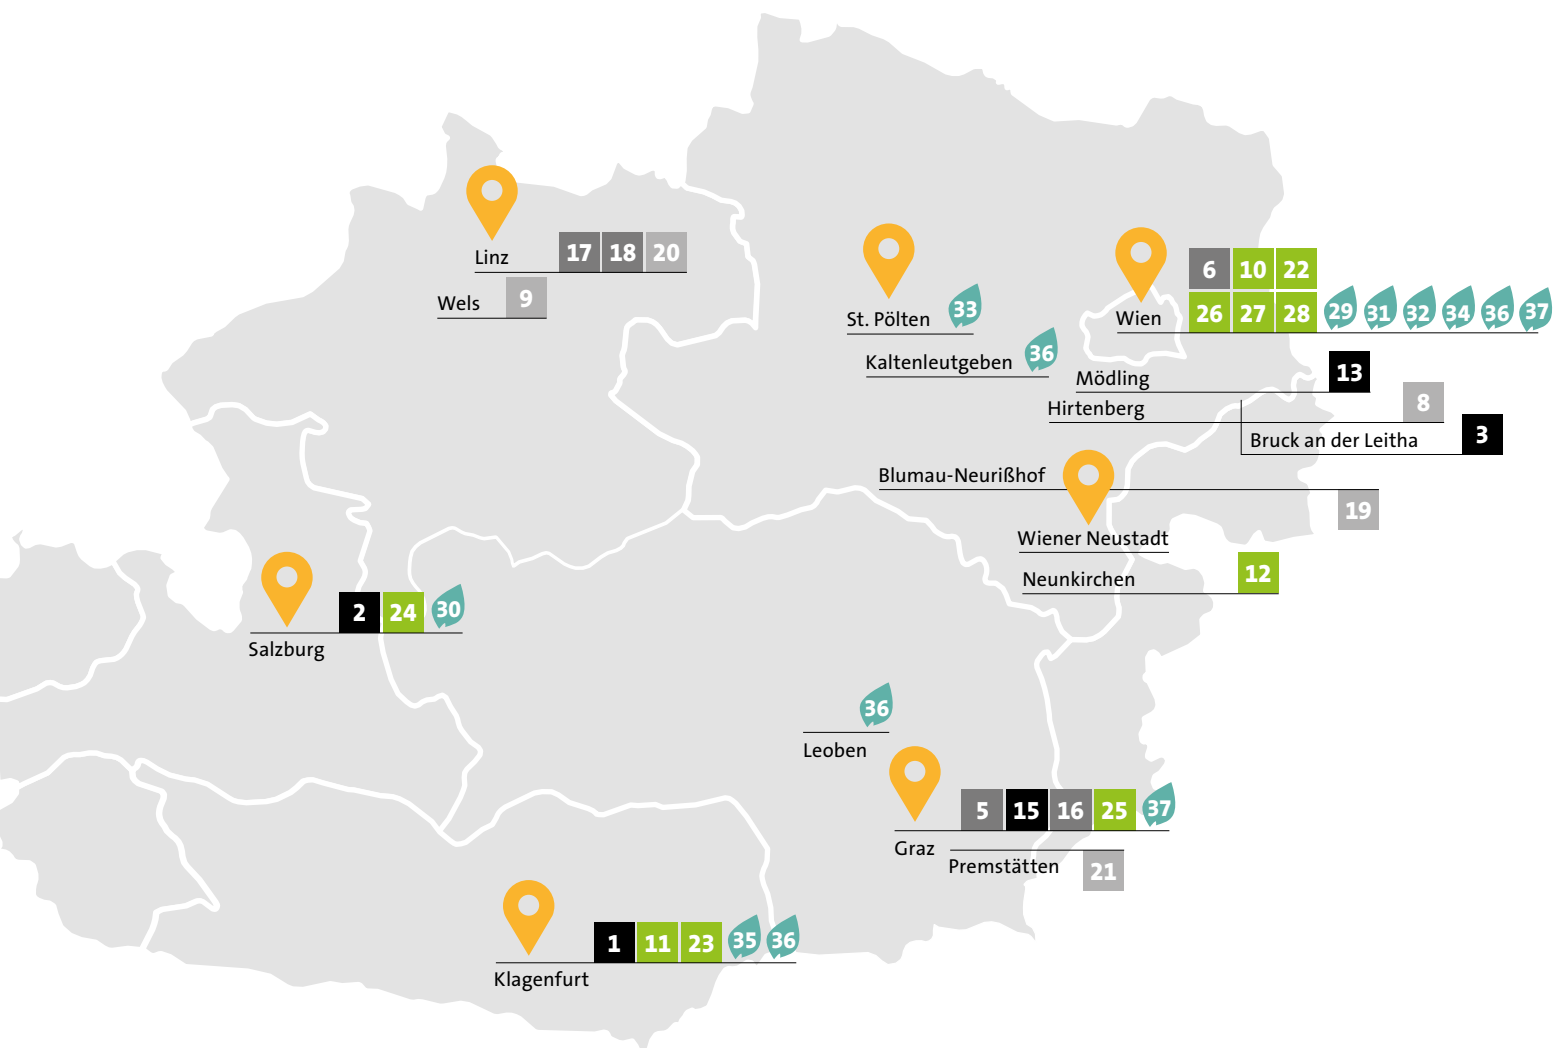 Linz 17 18 20
Wels 9
St. Pölten 33
Kaltenleutgeben 36
6 10 22
Wien 26 27 28 29 31 32 34 36 37
Mödling 13
Hirtenberg 8
Bruck an der Leitha 3
Blumau-Neurißhof 19
Wiener Neustadt
Neunkirchen 12
2 24 30
Salzburg
36
Leoben
5 15 16 25 37
Graz
Premstätten 21
1 11 23 35 36
Klagenfurt